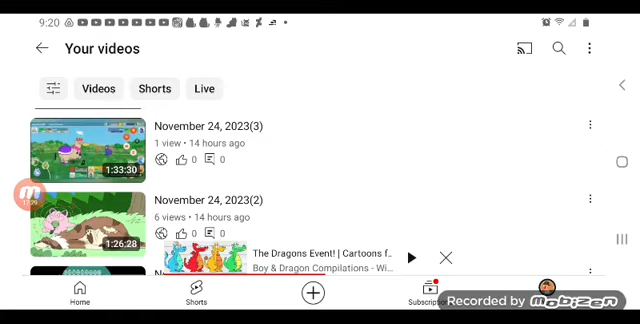 9:20
Your videos
Videos
Shorts
Live
November 24, 2023(3)
1 view • 14 hours ago
0 0
1:33:30
17:29
November 24, 2023(2)
6 views • 14 hours ago
0 0
1:26:28
The Dragons Event! | Cartoons f...
Boy & Dragon Compilations - Wi...
Home
Shorts
Recorded by Mobizen